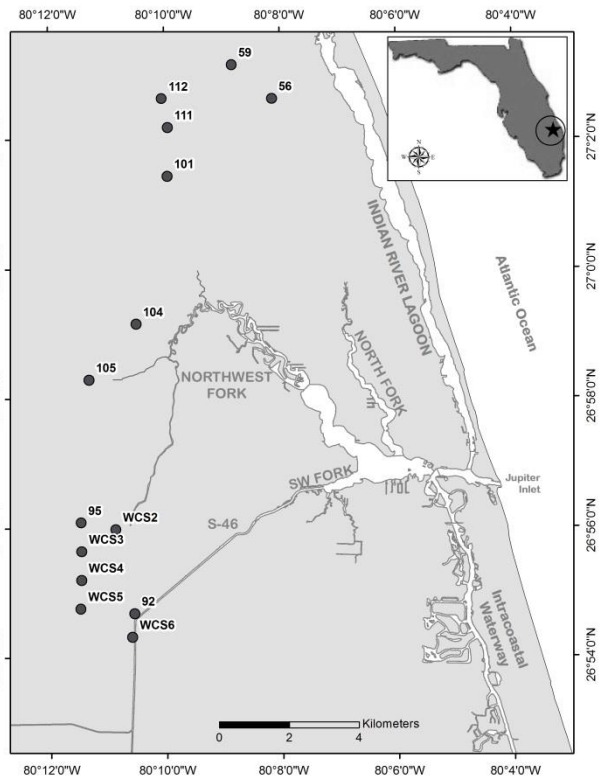 80°12'0"W 80°10'0"W 80°8'0"W 80°6'0"W 80°4'0"W
59
112
56
111
101
N
W E
S
27°2'0"N
INDIAN RIVER LAGOON
Atlantic Ocean
27°0'0"N
104
NORTH FORK
105
NORTHWEST
FORK
26°58'0"N
SW FORK
Jupiter
Inlet
95
WCS2
S-46
26°56'0"N
WCS3
WCS4
WCS5
92
WCS6
Intracoastal
Waterway
26°54'0"N
Kilometers
0 2 4
80°12'0"W 80°10'0"W 80°8'0"W 80°6'0"W 80°4'0"W